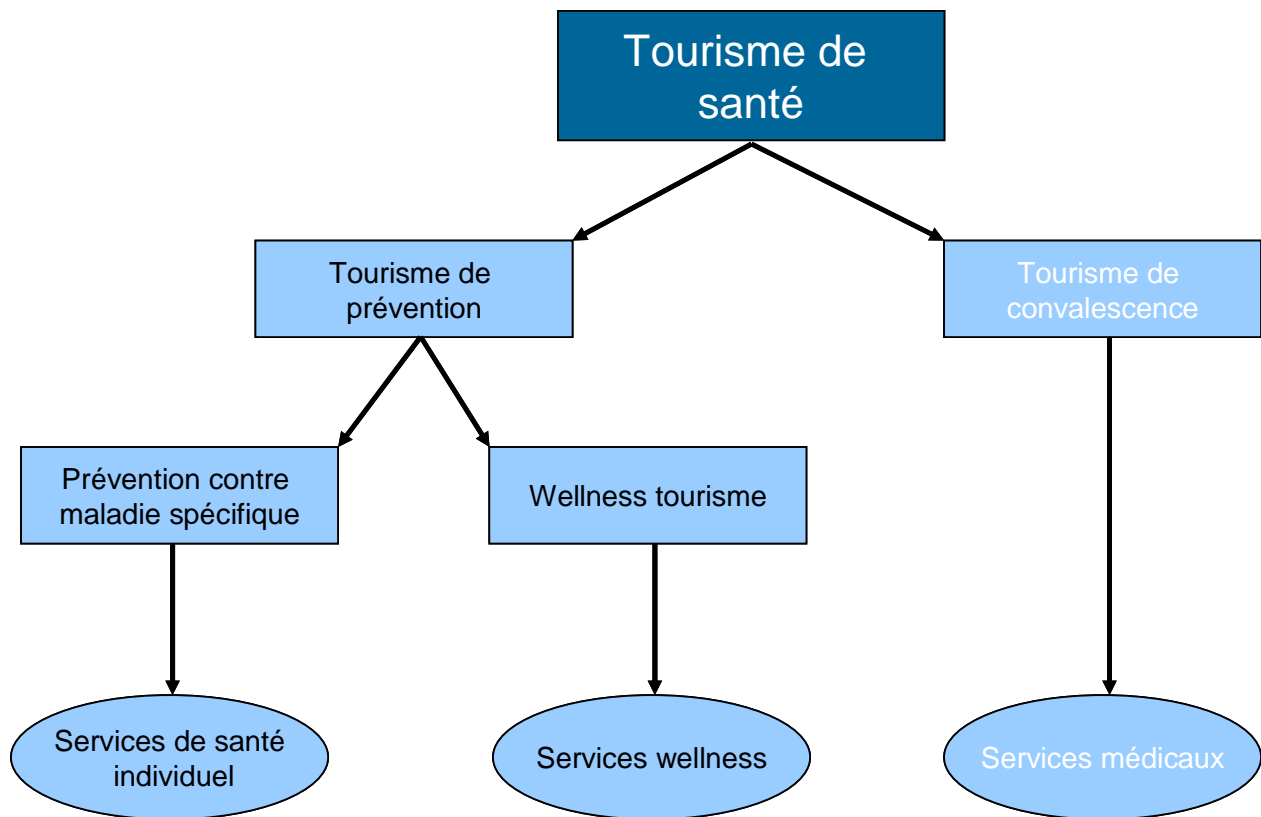 Tourisme de
santé
Tourisme de
prévention
Tourisme de
convalescence
Prévention contre
maladie spécifique
Wellness tourisme
Services de santé
individuel
Services wellness
Services médicaux